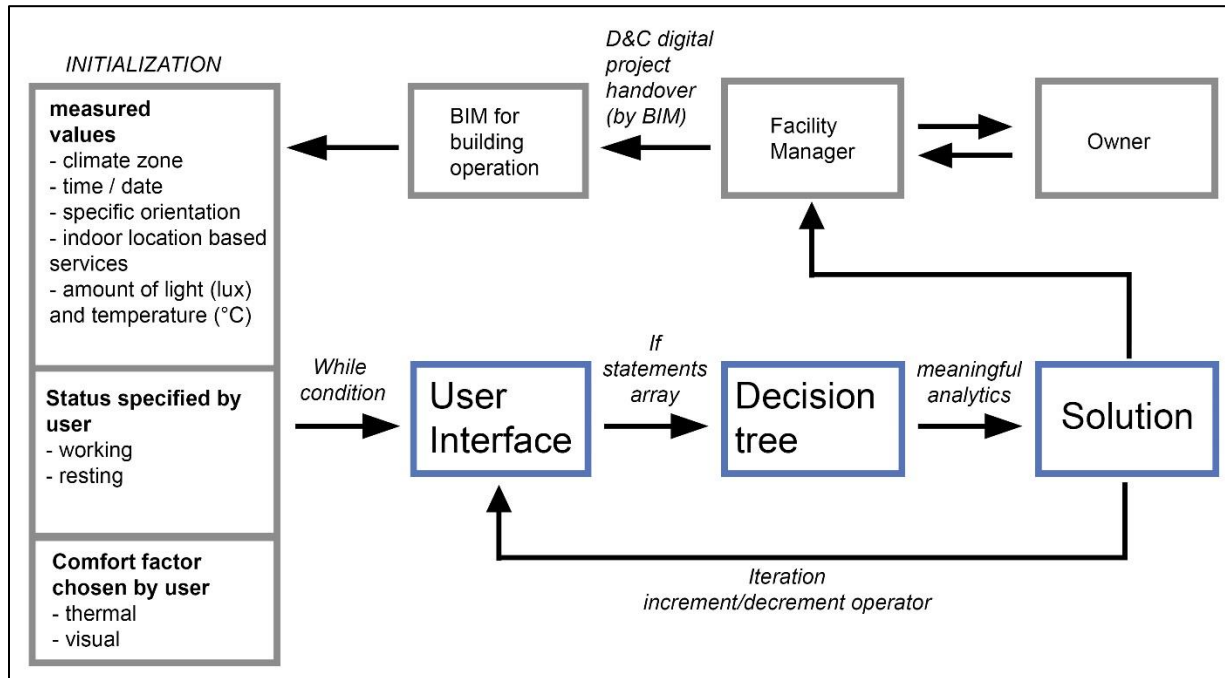 INITIALIZATION
measured
values
- climate zone
- time / date
- specific orientation
- indoor location based
services
- amount of light (lux)
and temperature (°C)
Status specified by
user
- working
- resting
Comfort factor
chosen by user
- thermal
- visual
BIM for
building
operation
D&C digital
project
handover
(by BIM)
Facility
Manager
Owner
While
condition
User
Interface
If
statements
array
Decision
tree
meaningful
analytics
Solution
Iteration
increment/decrement operator